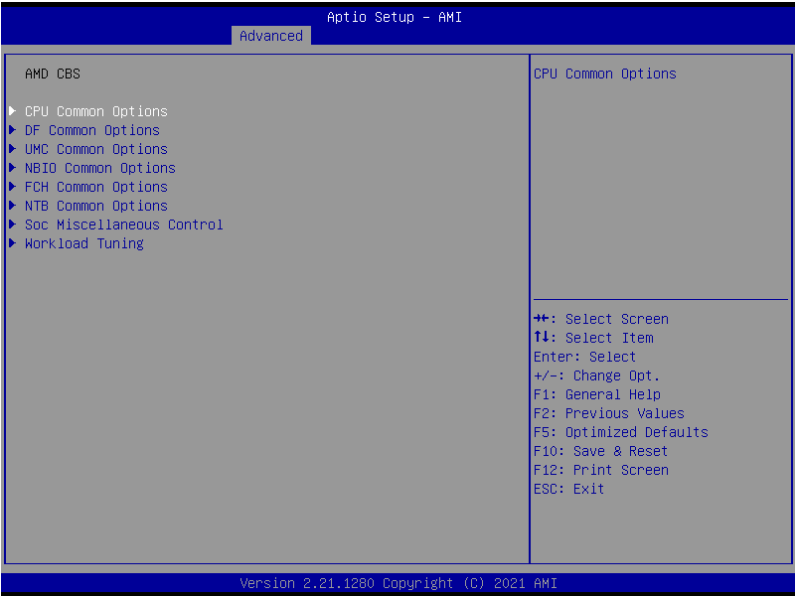 Aptio Setup – AMI
Advanced
AMD CBS
CPU Common Options
DF Common Options
UMC Common Options
NBIO Common Options
FCH Common Options
NTB Common Options
Soc Miscellaneous Control
Workload Tuning
CPU Common Options
→←: Select Screen
↑↓: Select Item
Enter: Select
+/-: Change Opt.
F1: General Help
F2: Previous Values
F5: Optimized Defaults
F10: Save & Reset
F12: Print Screen
ESC: Exit
Version 2.21.1280 Copyright (C) 2021 AMI